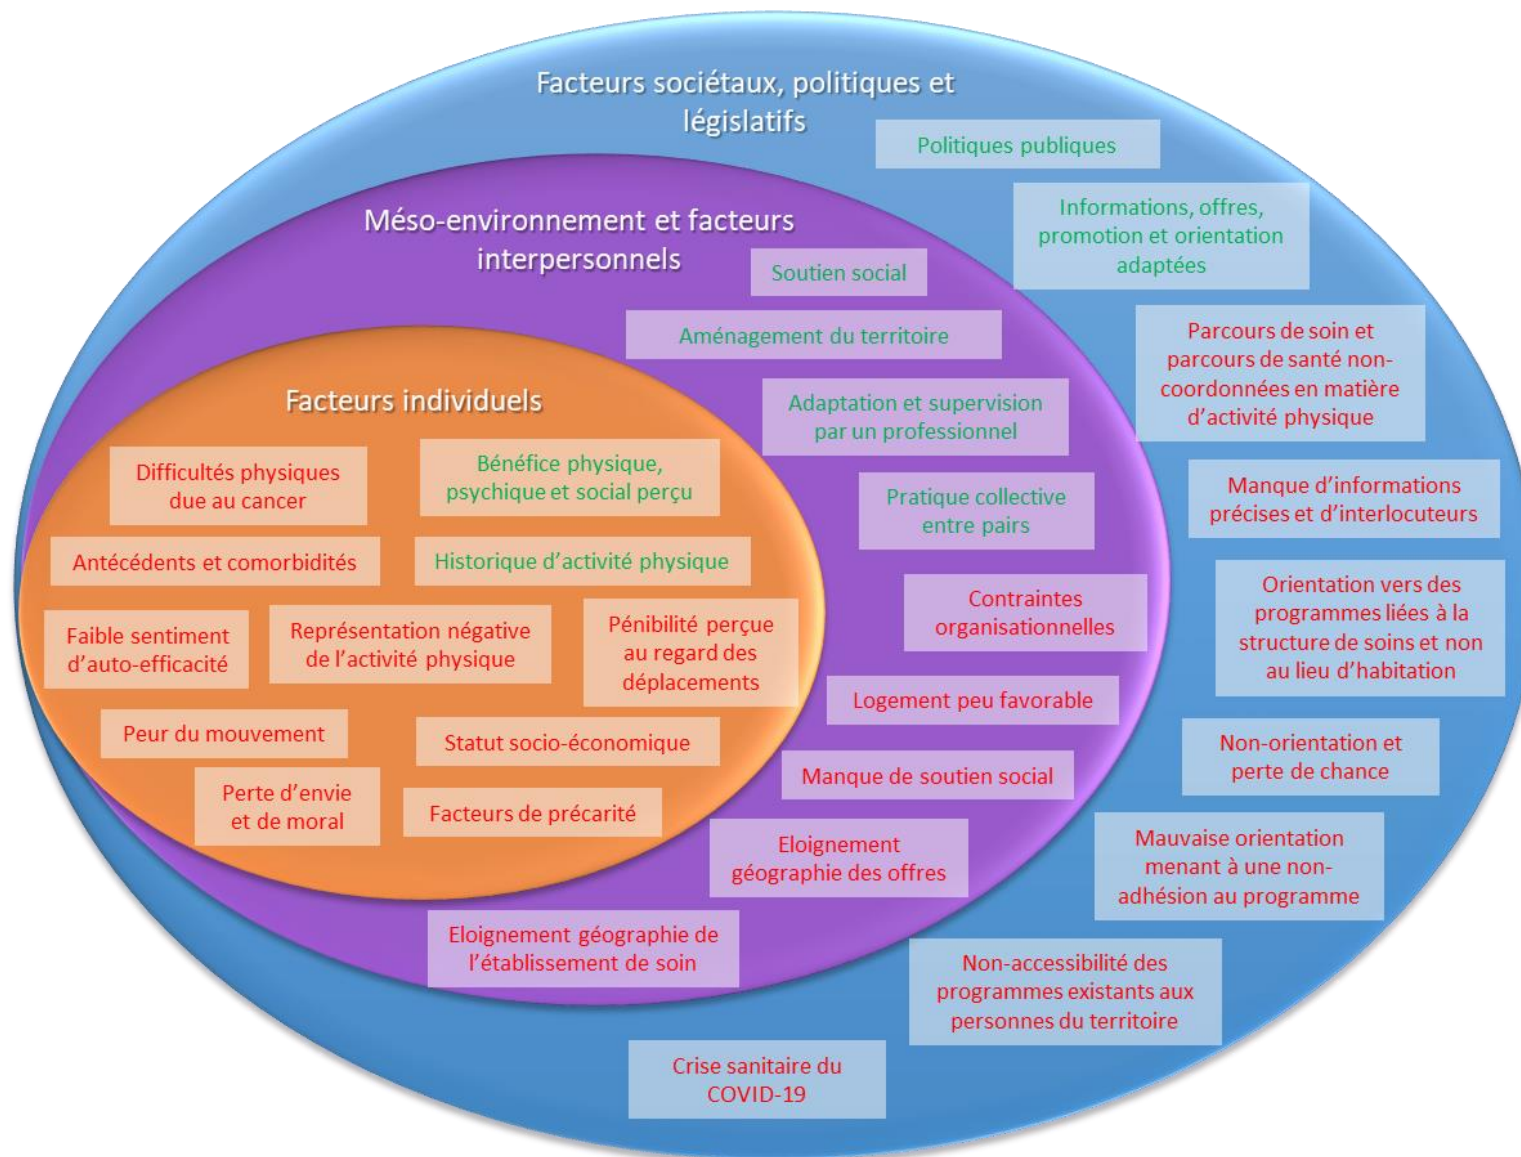 Facteurs sociétaux, politiques et
législatifs
Politiques publiques
Informations, offres,
promotion et orientation
adaptées
Parcours de soin et
parcours de santé non-
coordonnées en matière
d’activité physique
Manque d’informations
précises et d’interlocuteurs
Orientation vers des
programmes liées à la
structure de soins et non
au lieu d’habitation
Non-orientation et
perte de chance
Mauvaise orientation
menant à une non-
adhésion au programme
Non-accessibilité des
programmes existants aux
personnes du territoire
Crise sanitaire du
COVID-19
Méso-environnement et facteurs
interpersonnels
Soutien social
Aménagement du territoire
Adaptation et supervision
par un professionnel
Pratique collective
entre pairs
Contraintes
organisationnelles
Logement peu favorable
Manque de soutien social
Eloignement
géographie des offres
Eloignement géographie de
l’établissement de soin
Facteurs individuels
Difficultés physiques
due au cancer
Bénéfice physique,
psychique et social perçu
Antécédents et comorbidités
Historique d’activité physique
Faible sentiment
d’auto-efficacité
Représentation négative
de l’activité physique
Pénibilité perçue
au regard des
déplacements
Peur du mouvement
Statut socio-économique
Perte d’envie
et de moral
Facteurs de précarité